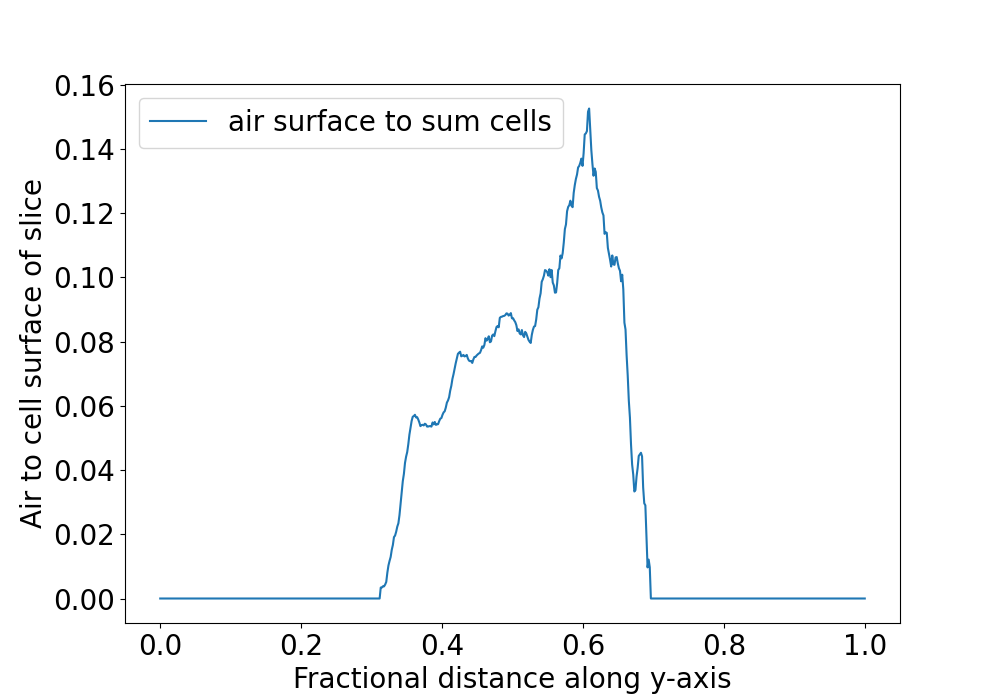 air surface to sum cells
Air to cell surface of slice
0.16
0.14
0.12
0.10
0.08
0.06
0.04
0.02
0.00
0.0 0.2 0.4 0.6 0.8 1.0
Fractional distance along y-axis